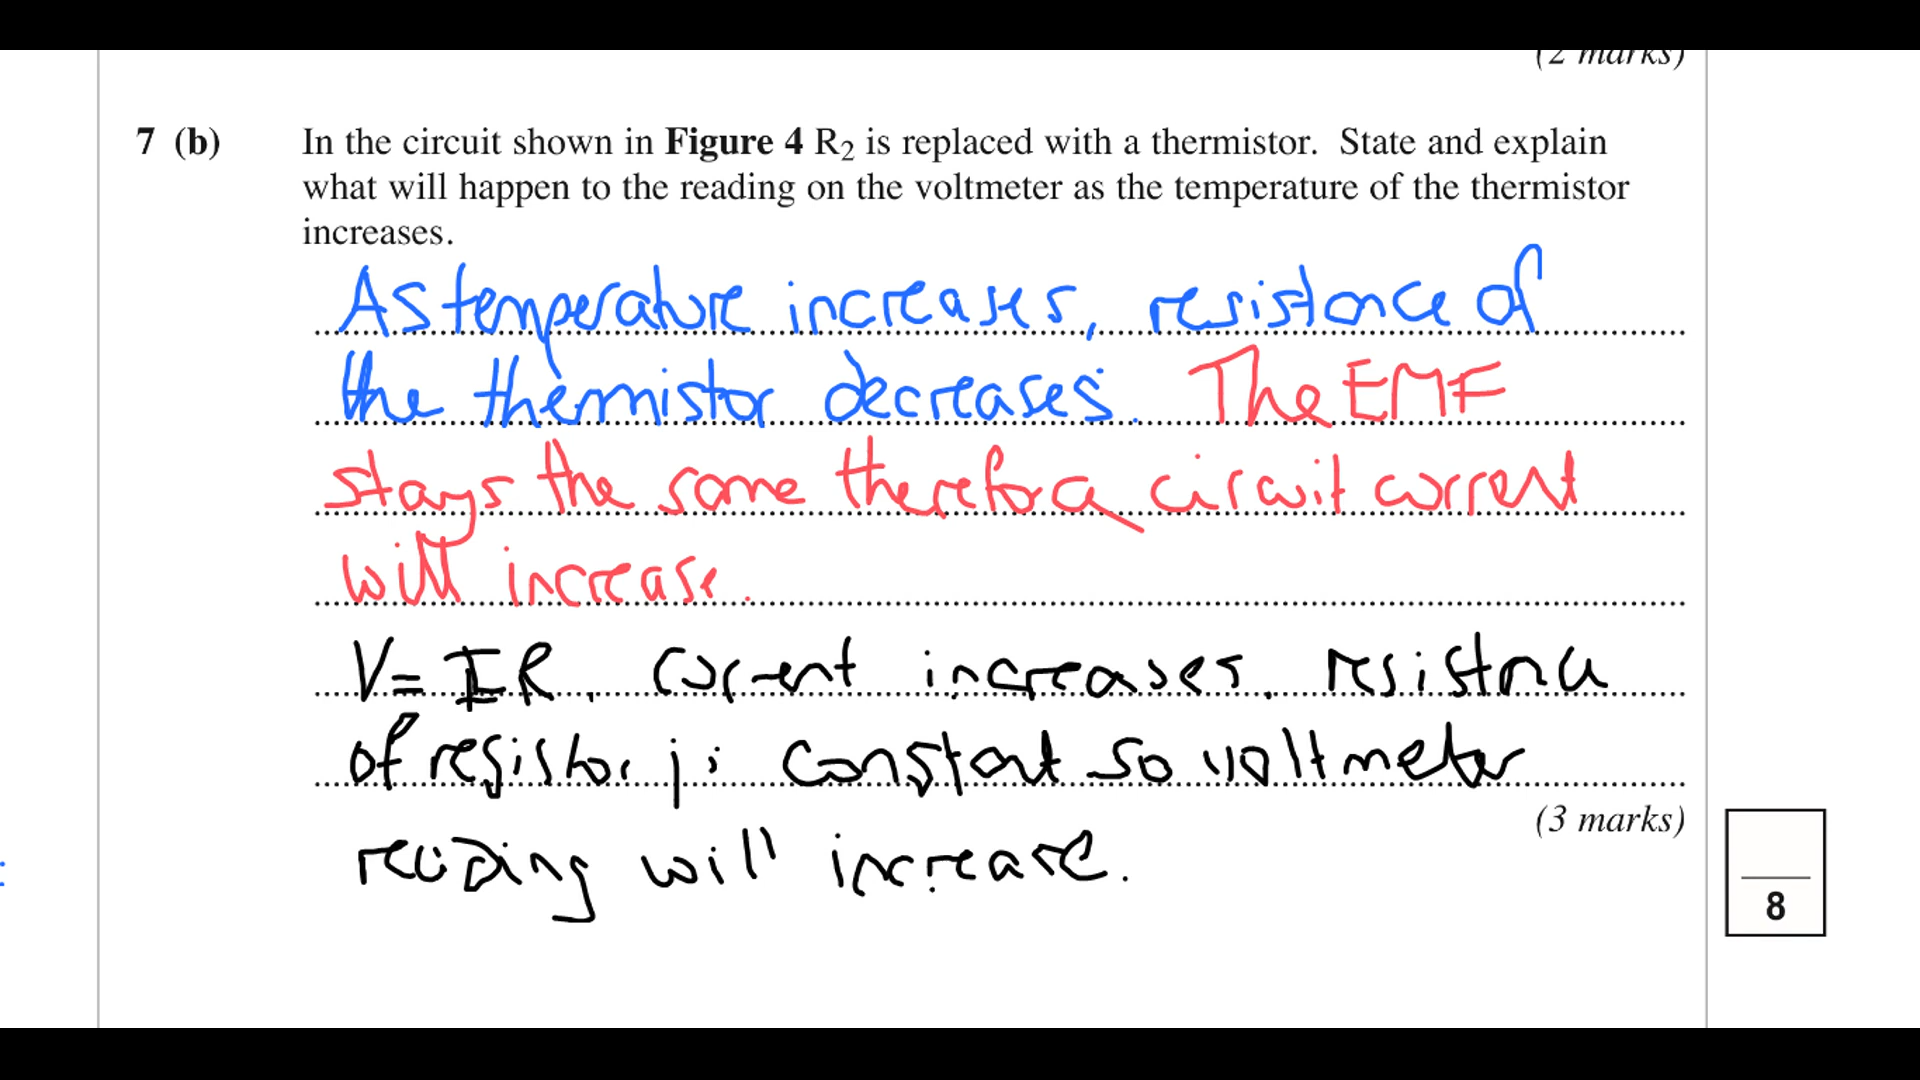 (2 marks)
7 (b) In the circuit shown in Figure 4 R₂ is replaced with a thermistor. State and explain
what will happen to the reading on the voltmeter as the temperature of the thermistor
increases.
As temperature increases, resistance of
the thermistor decreases. The EMF
stays the same therefore circuit current
will increase.
V=IR. Current increases. resistance
of resistor is constant so voltmeter
(3 marks)
reading will increase.
8